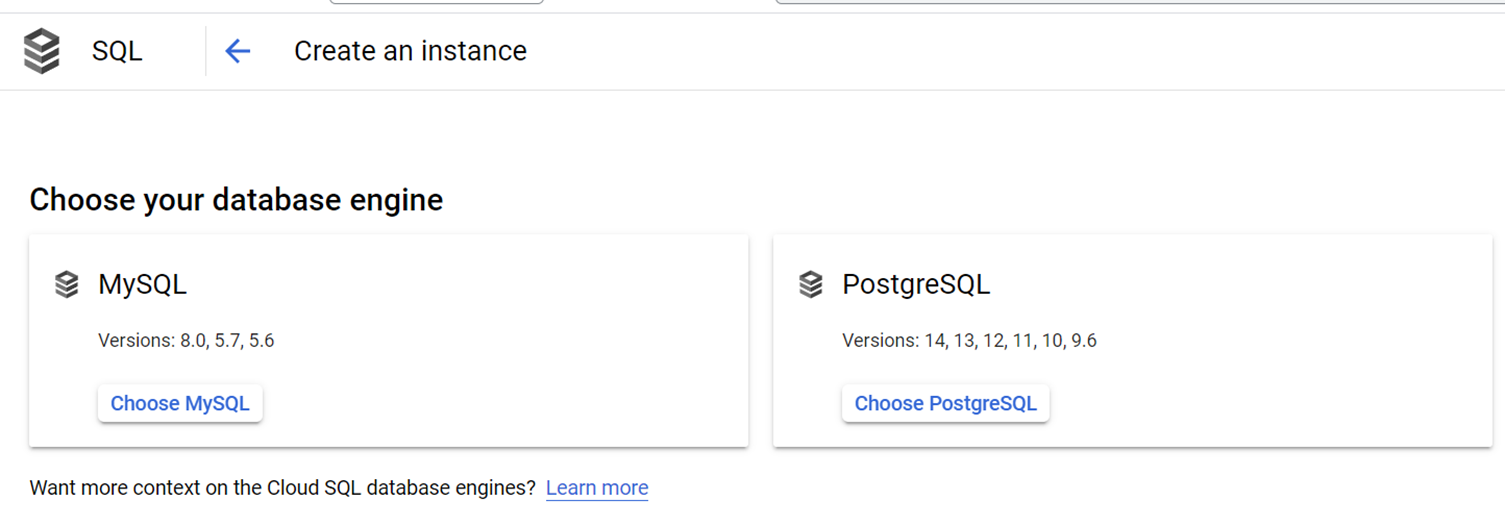 SQL
Create an instance
Choose your database engine
MySQL
Versions: 8.0, 5.7, 5.6
Choose MySQL
PostgreSQL
Versions: 14, 13, 12, 11, 10, 9.6
Choose PostgreSQL
Want more context on the Cloud SQL database engines? Learn more